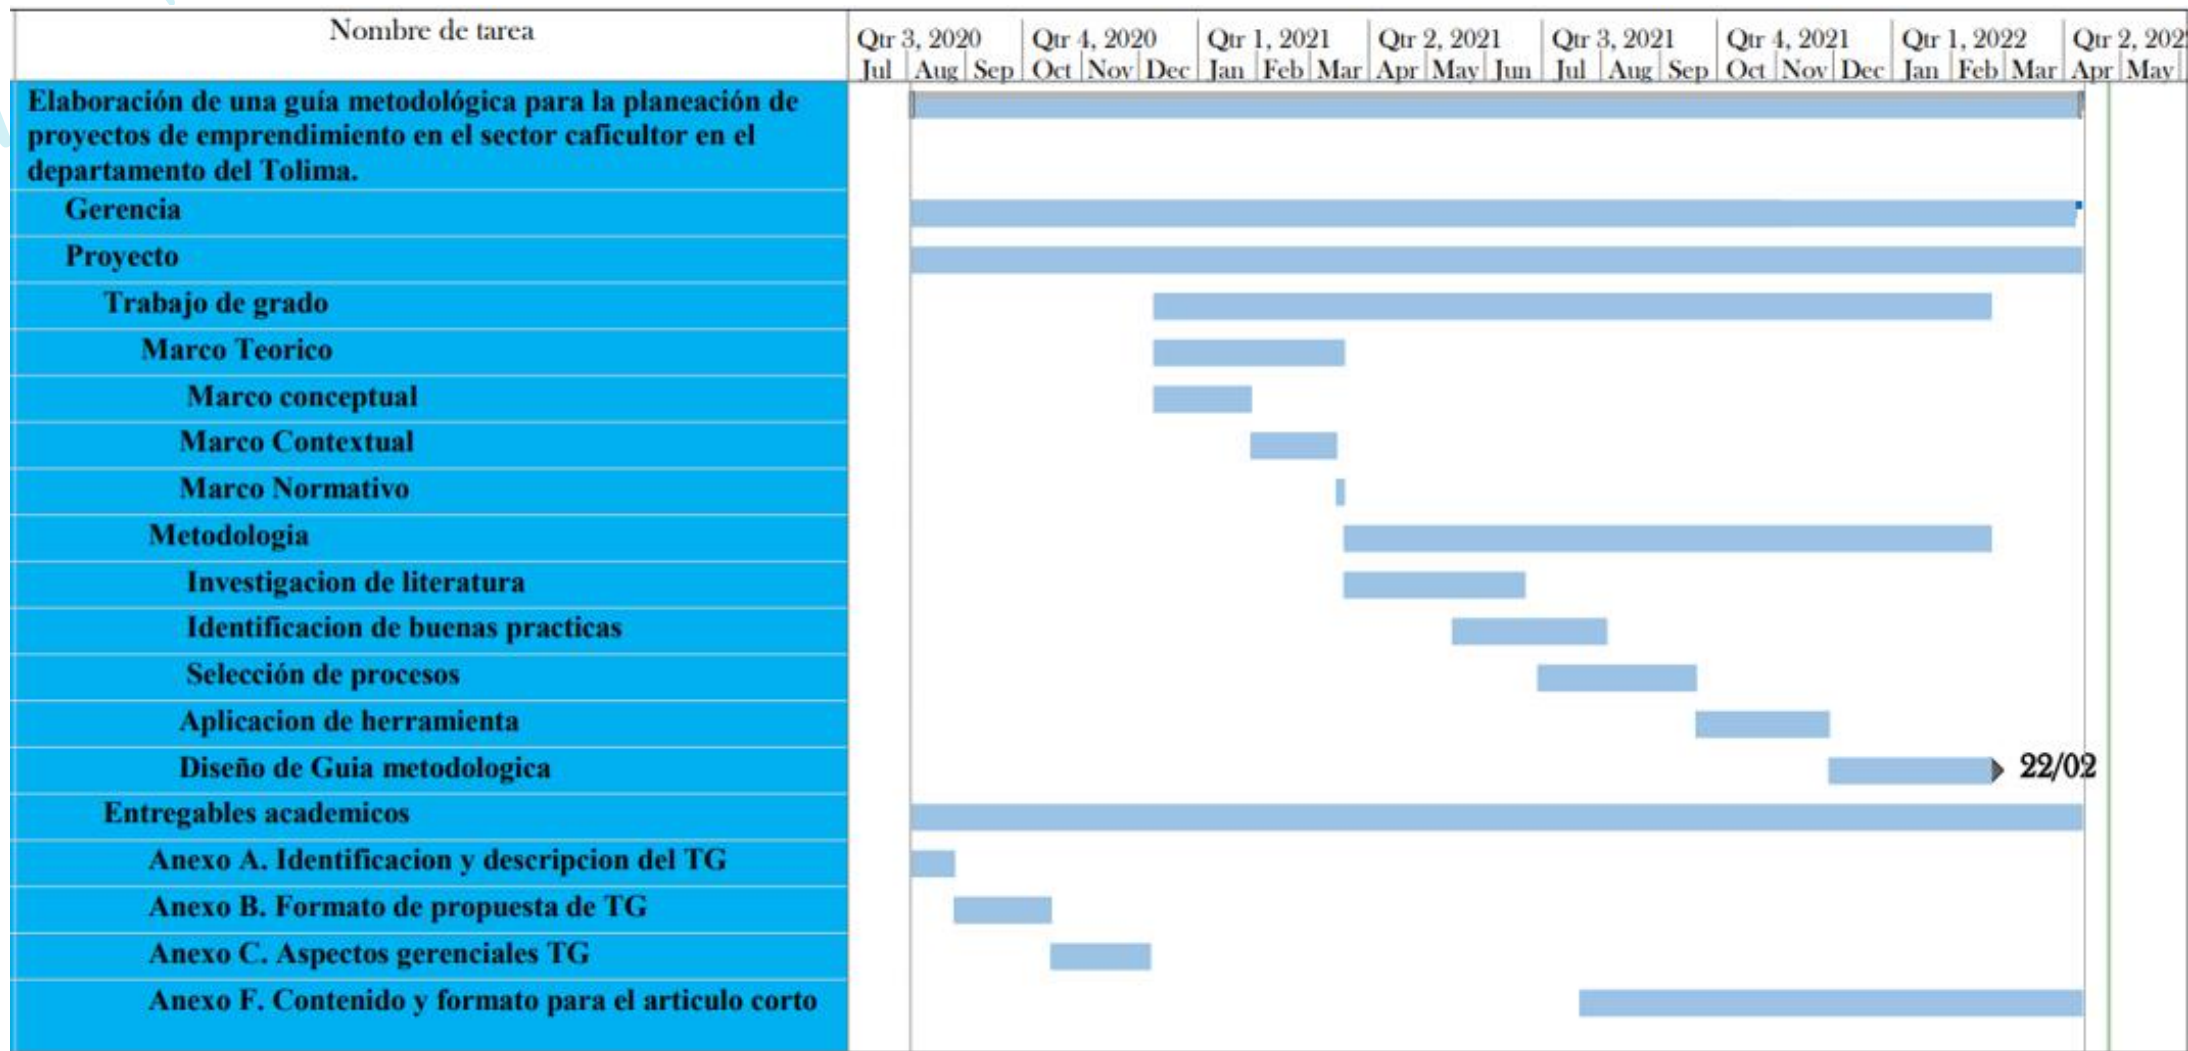 Nombre de tarea
Qtr 3, 2020 Qtr 4, 2020 Qtr 1, 2021 Qtr 2, 2021 Qtr 3, 2021 Qtr 4, 2021 Qtr 1, 2022 Qtr 2, 202
Jul Aug Sep Oct Nov Dec Jan Feb Mar Apr May Jun Jul Aug Sep Oct Nov Dec Jan Feb Mar Apr May
Elaboración de una guía metodológica para la planeación de
proyectos de emprendimiento en el sector caficultor en el
departamento del Tolima.
Gerencia
Proyecto
Trabajo de grado
Marco Teorico
Marco conceptual
Marco Contextual
Marco Normativo
Metodologia
Investigacion de literatura
Identificacion de buenas practicas
Selección de procesos
Aplicacion de herramienta
Diseño de Guia metodologica 22/02
Entregables academicos
Anexo A. Identificacion y descripcion del TG
Anexo B. Formato de propuesta de TG
Anexo C. Aspectos gerenciales TG
Anexo F. Contenido y formato para el articulo corto